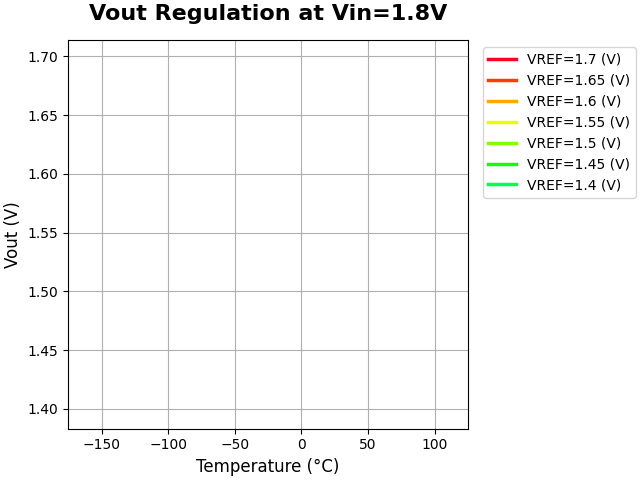 Vout Regulation at Vin=1.8V
1.70
1.65
1.60
1.55
1.50
1.45
1.40
Vout (V)
−150
−100
−50
0
50
100
Temperature (°C)
VREF=1.7 (V)
VREF=1.65 (V)
VREF=1.6 (V)
VREF=1.55 (V)
VREF=1.5 (V)
VREF=1.45 (V)
VREF=1.4 (V)